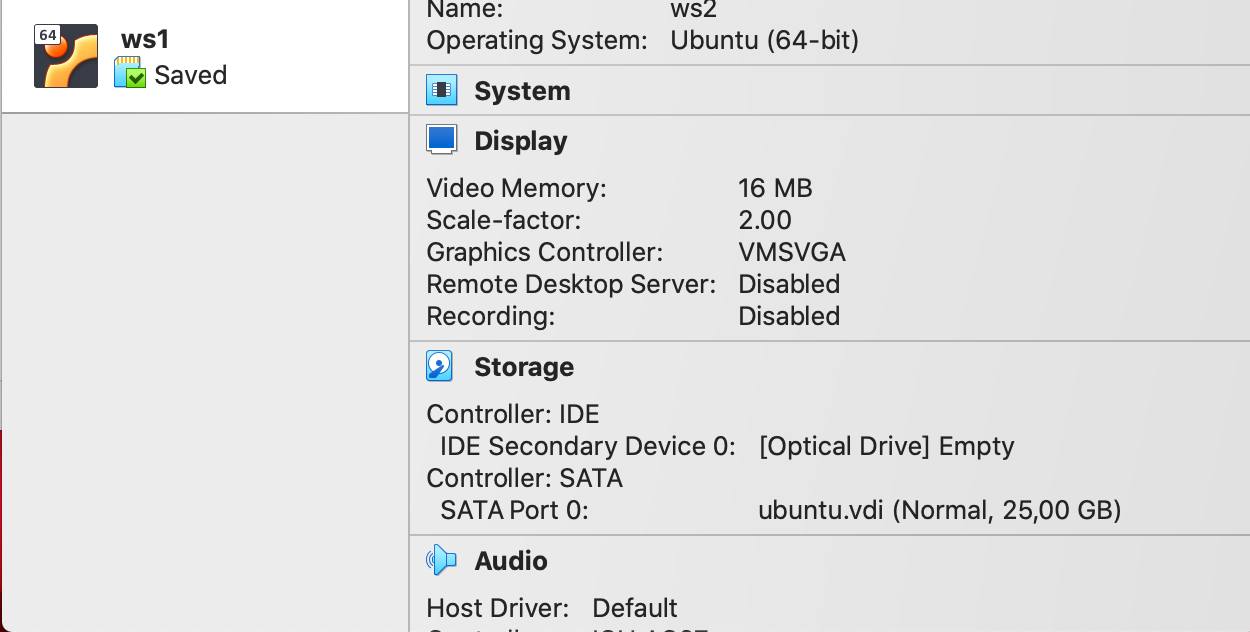 64
ws1
Saved
Name: ws2
Operating System: Ubuntu (64-bit)
System
Display
Video Memory: 16 MB
Scale-factor: 2.00
Graphics Controller: VMSVGA
Remote Desktop Server: Disabled
Recording: Disabled
Storage
Controller: IDE
IDE Secondary Device 0: [Optical Drive] Empty
Controller: SATA
SATA Port 0: ubuntu.vdi (Normal, 25,00 GB)
Audio
Host Driver: Default